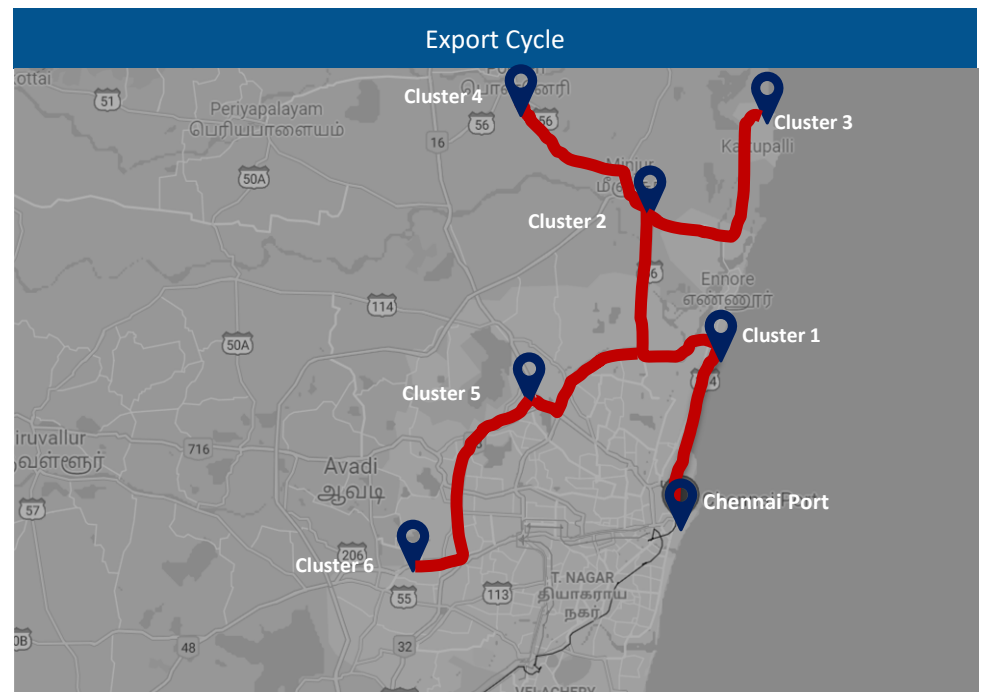 Export Cycle
Cluster 4
51
Periyapalayam
பெரியபாளையம்
56
56
Cluster 3
16
Kattupalli
Minjur
50A
Cluster 2
Ennore
எண்ணூர்
114
Cluster 1
50A
Cluster 5
716
Avadi
ஆவடி
57
Chennai Port
206
Cluster 6
55
113
T. NAGAR
தியாகராய
நகர்
48
32